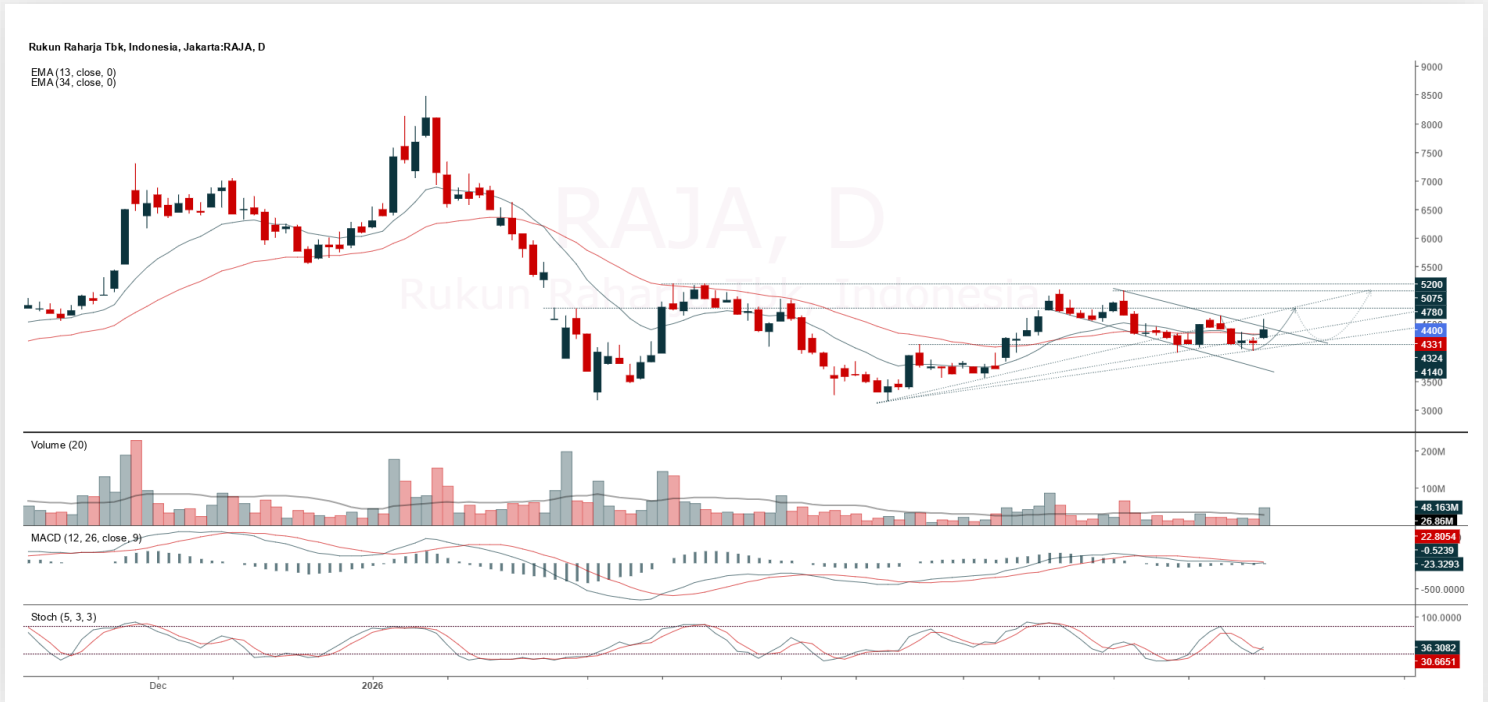 Rukun Raharja Tbk, Indonesia, Jakarta:RAJA, D
EMA (13, close, 0)
EMA (34, close, 0)
RAJA, D
Rukun Raharja Tbk, Indonesia
9000
8500
8000
7500
7000
6500
6000
5500
5200
5075
4780
4400
4331
4324
4140
3500
3000
Volume (20)
200M
100M
48.163M
26.86M
MACD (12, 26, close, 9)
22.8054
-0.5239
-23.3293
-500.0000
Stoch (5, 3, 3)
100.0000
36.3082
30.6651
Dec
2026